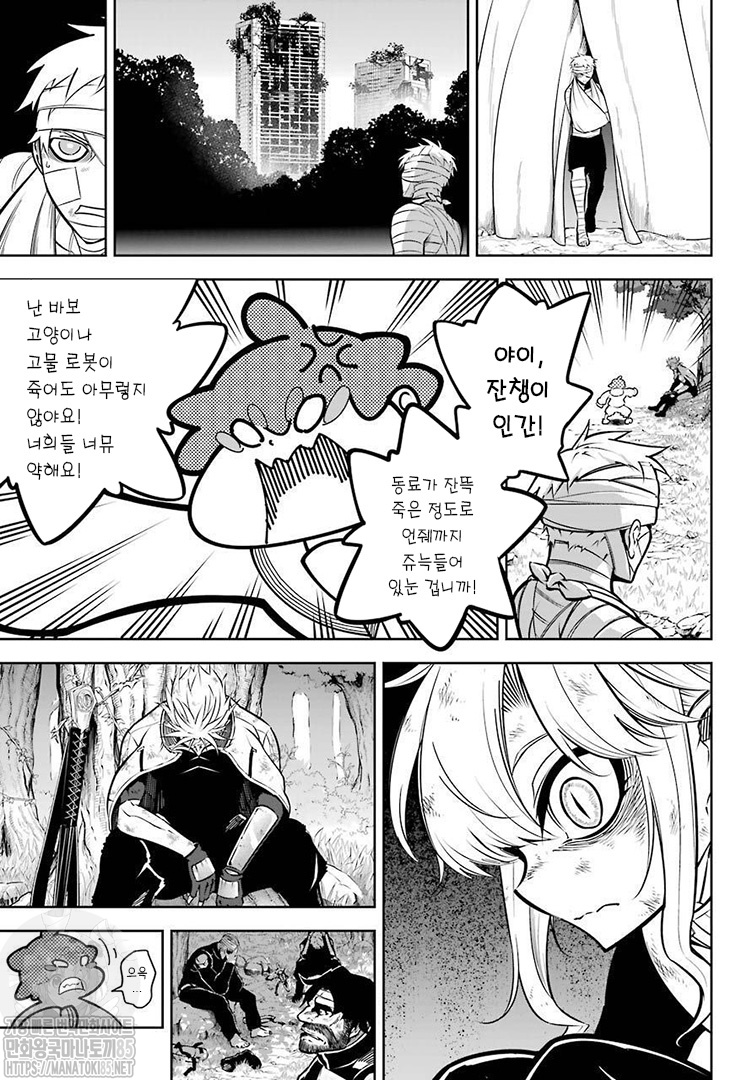 야이,
잔챙이
인간!
동료가 잔뜩
죽은 정도로
언줴까지
쥬늑들어
있눈 겁니까!
난 바보
고양이나
고물 로봇이
죽어도 아무렇지
않아요!
너희들 너뮤
약해요!
으윽
...
만화왕국마나토끼85
HTTPS://MANATOKI85.NET